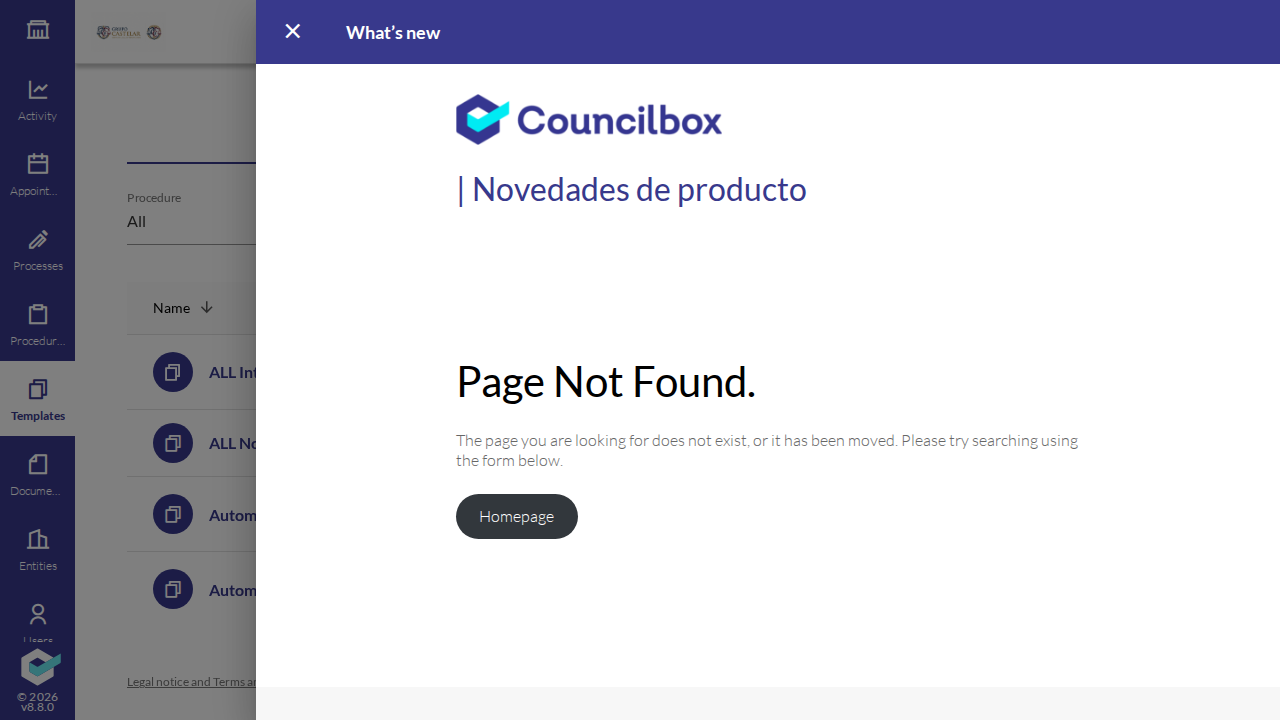 What's new
Councilbox
| Novedades de producto
Page Not Found.
The page you are looking for does not exist, or it has been moved. Please try searching using
the form below.
Homepage
Activity
Appoint...
Processes
Procedur...
Templates
Docume...
Entities
Users
© 2026
v8.8.0
Procedure
All
Name
ALL Int
ALL No
Autom
Autom
Legal notice and Terms a